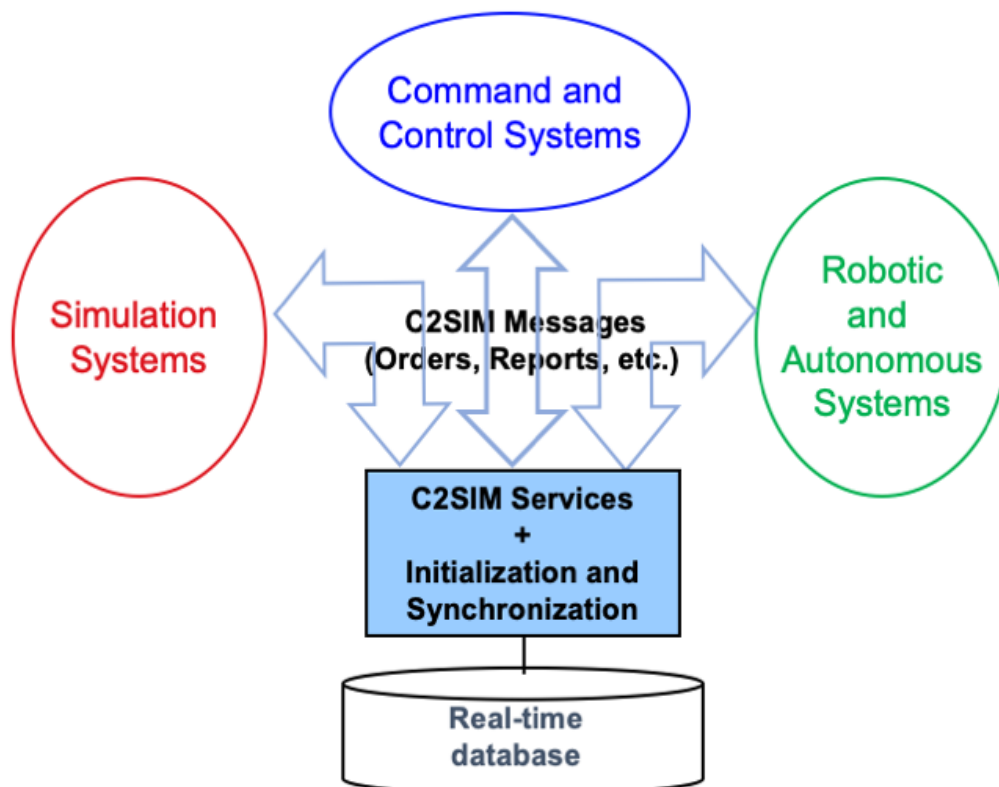 Command and
Control Systems
Simulation
Systems
C2SIM Messages
(Orders, Reports, etc.)
Robotic
and
Autonomous
Systems
C2SIM Services
+
Initialization and
Synchronization
Real-time
database